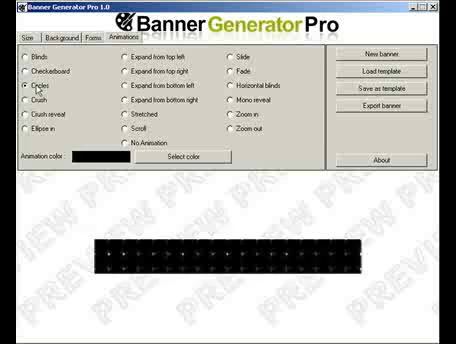 Banner Generator Pro 1.0
Banner Generator Pro
Size Background Forms Animations
Blinds Expand from top left Slide New banner
Checkerboard Expand from top right Fade Load template
Circles Expand from bottom left Horizontal blinds Save as template
Crush Expand from bottom right Mono reveal Export banner
Crush reveal Stretched Zoom in
Ellipse in Scroll Zoom out
No Animation
Animation color : Select color About
PREVIEW PREVIEW PREVIEW